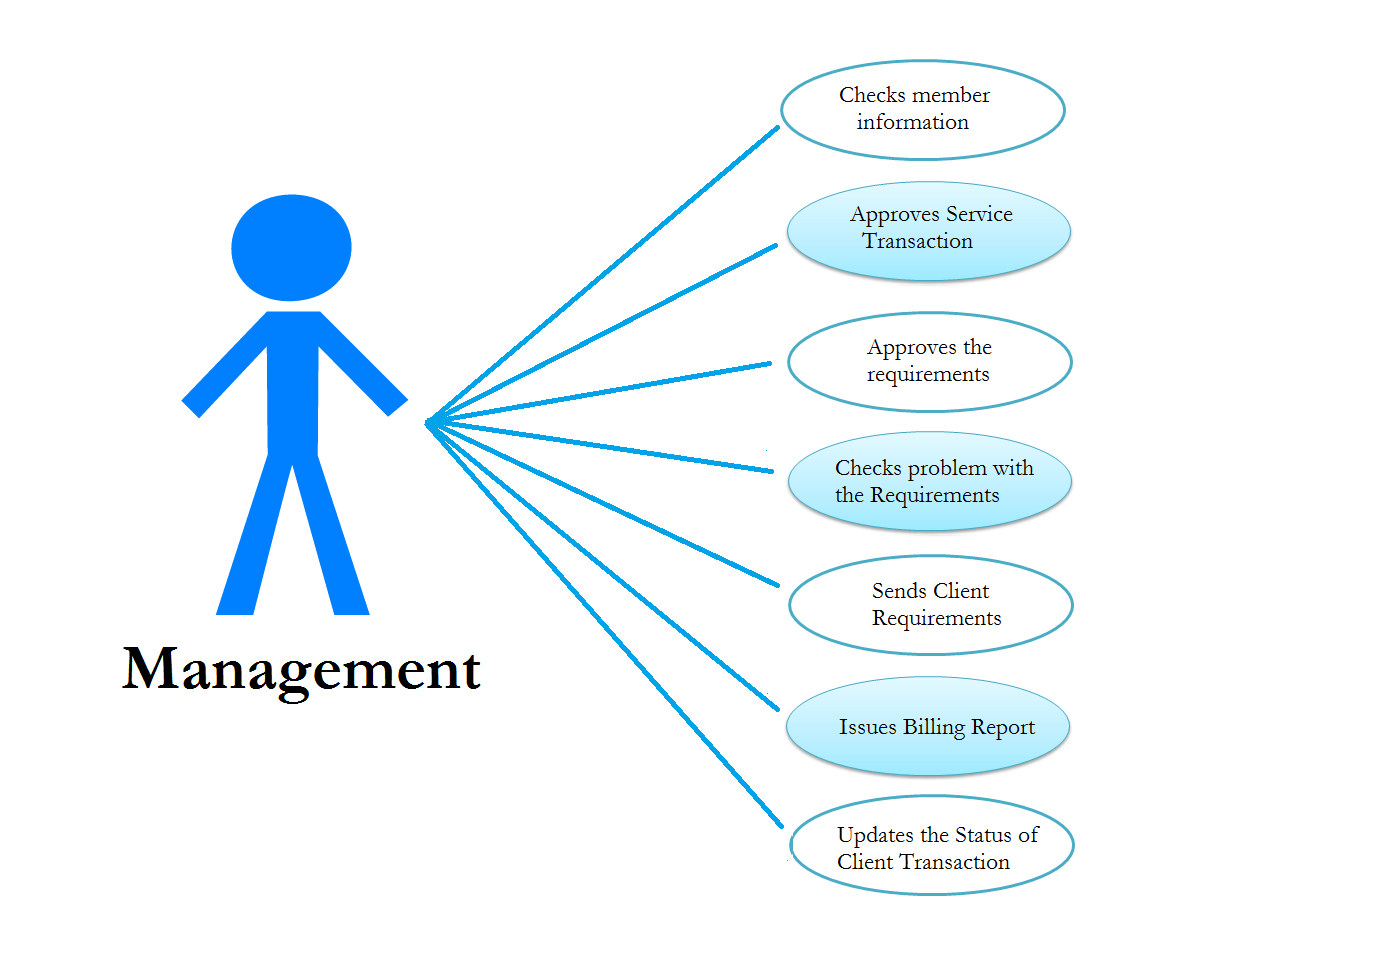 Checks member
information
Approves Service
Transaction
Approves the
requirements
Checks problem with
the Requirements
Sends Client
Requirements
Management
Issues Billing Report
Updates the Status of
Client Transaction